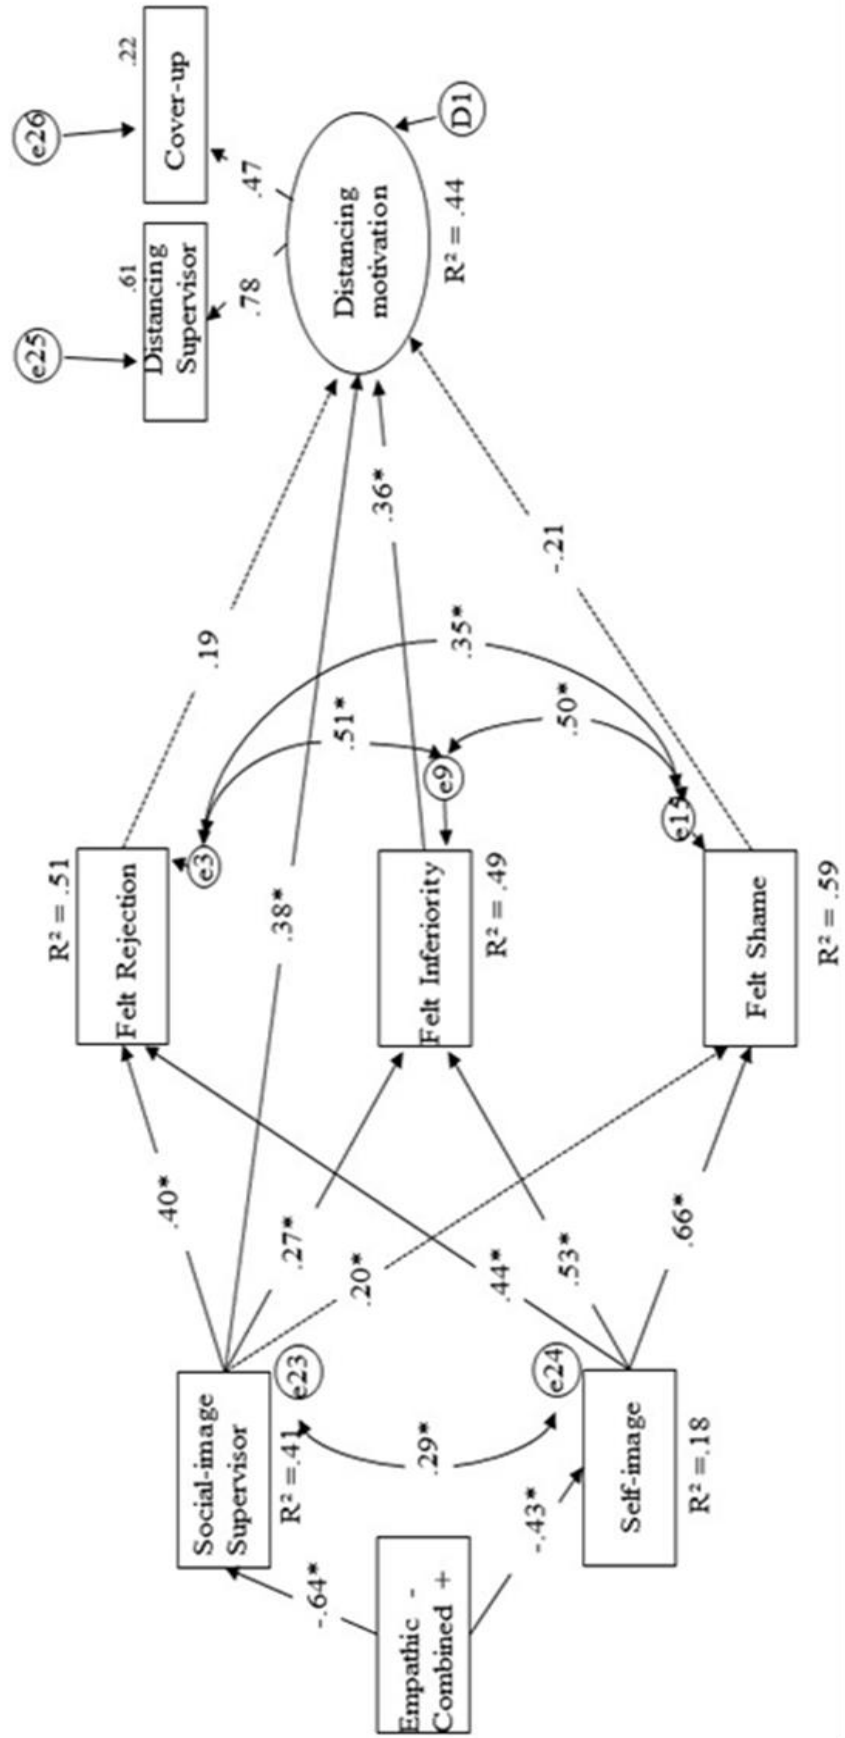 Empathic -
Combined +
-.64*
-.43*
Social-image
Supervisor
R² =.41
e23
.29*
e24
Self-image
R² =.18
.40*
.38*
.27*
.20*
.44*
.53*
.66*
R² = .51
Felt Rejection
e3
Felt Inferiority
R² = .49
e9
Felt Shame
R² = .59
e15
.51*
.35*
.50*
.19
.36*
-.21
Distancing
motivation
R² = .44
D1
.78
.47
Distancing
Supervisor
.61
e25
Cover-up
.22
e26